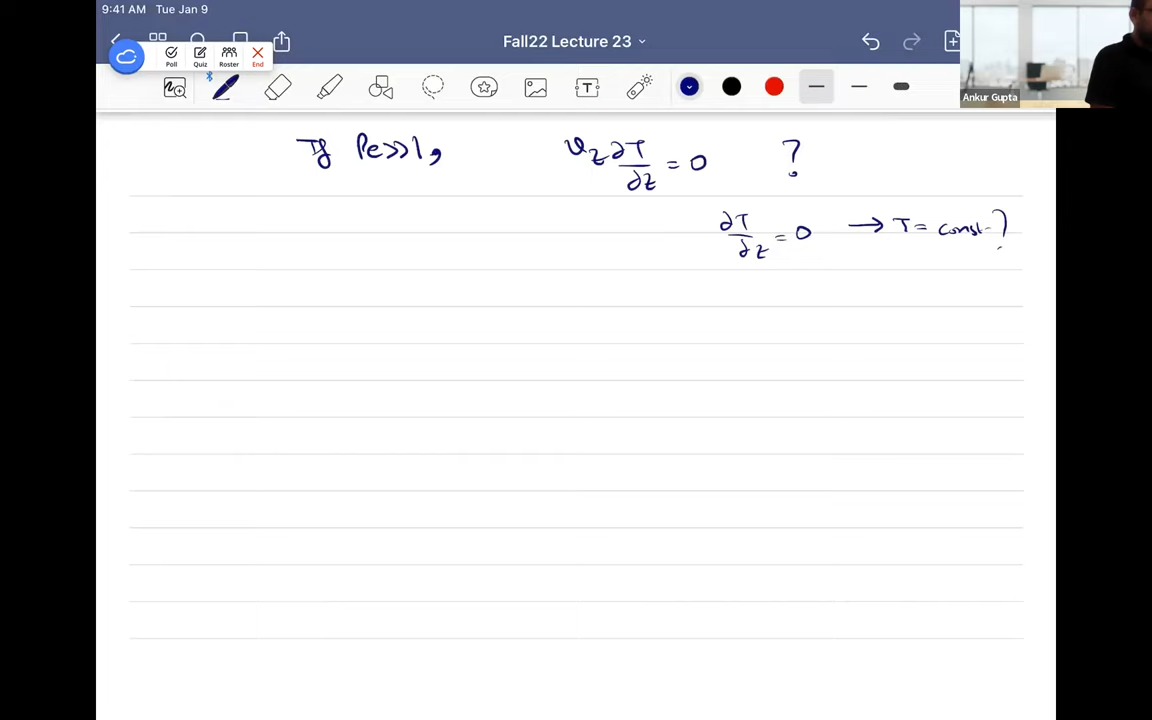 9:41 AM Tue Jan 9
Poll Quiz Roster End
Fall22 Lecture 23
T
Ankur Gupta
If Pe>>1, v_z ∂T/∂z = 0 ?
∂T/∂z = 0 → T = const. ?